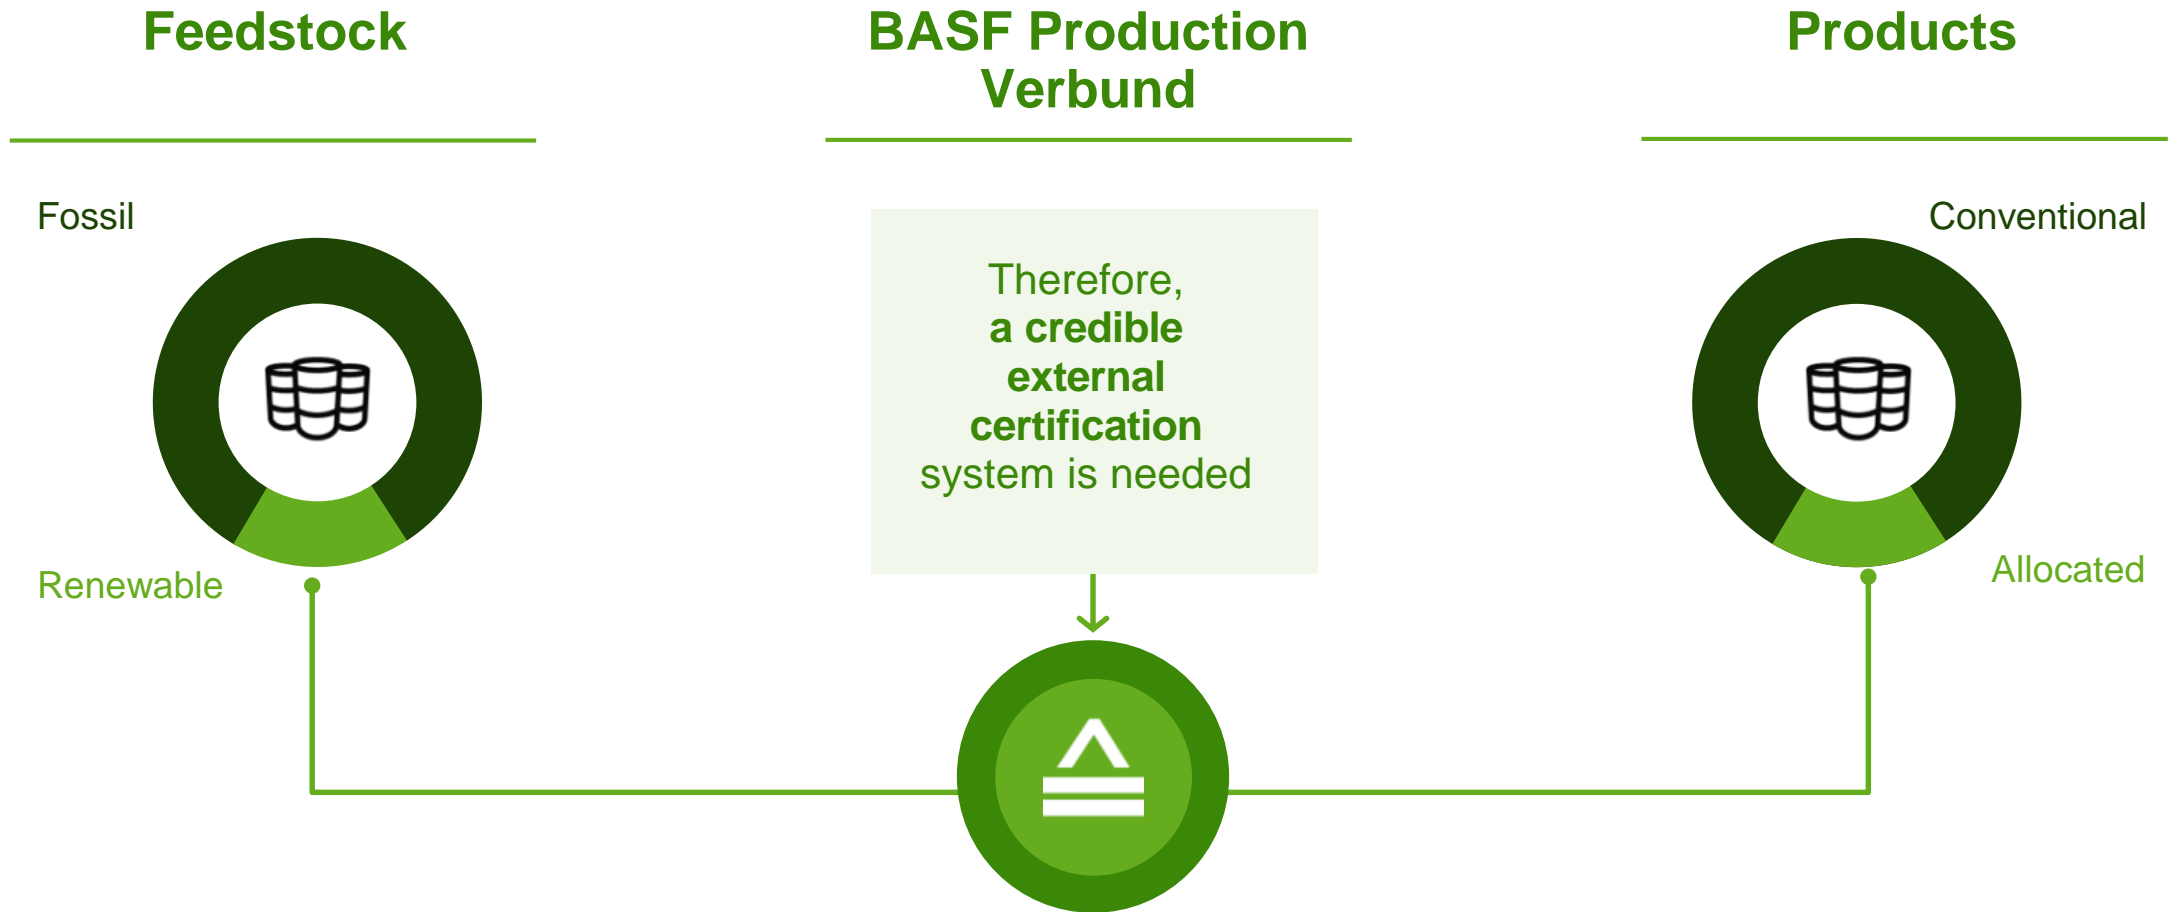 Feedstock
BASF Production
Verbund
Products
Fossil
Conventional
Therefore,
a credible
external
certification
system is needed
Renewable
Allocated